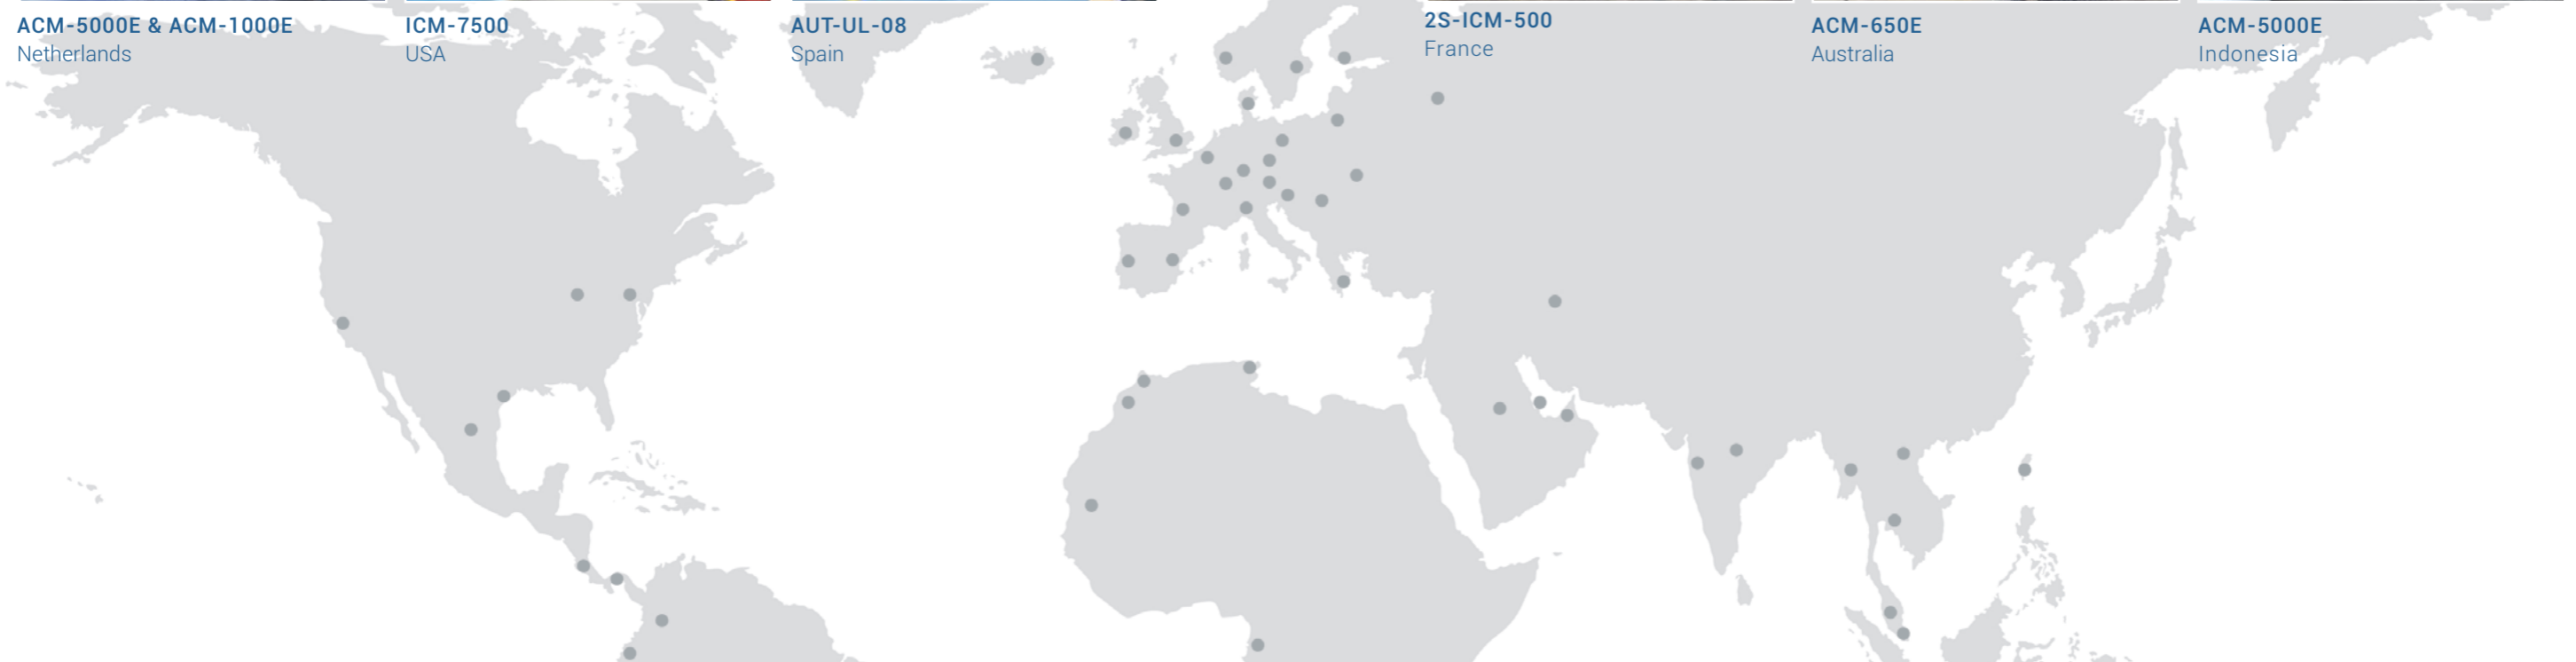 ACM-5000E & ACM-1000E
Netherlands
ICM-7500
USA
AUT-UL-08
Spain
2S-ICM-500
France
ACM-650E
Australia
ACM-5000E
Indonesia